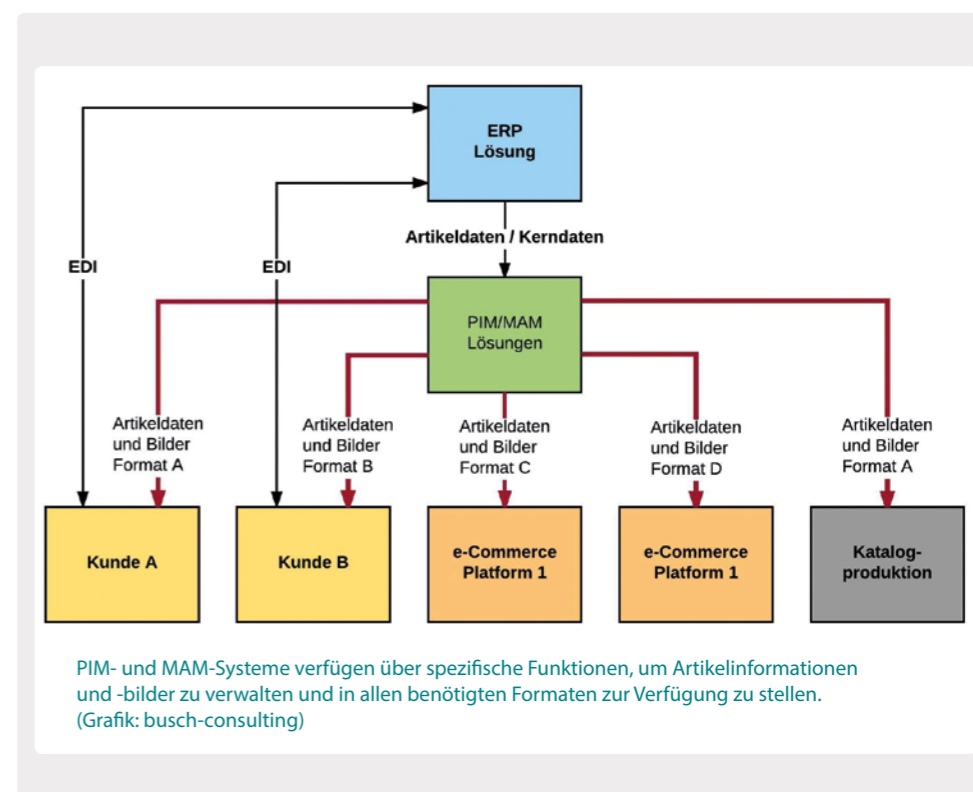 ERP
Lösung
Artikeldaten / Kerndaten
EDI
EDI
PIM/MAM
Lösungen
Artikeldaten
und Bilder
Format A
Artikeldaten
und Bilder
Format B
Artikeldaten
und Bilder
Format C
Artikeldaten
und Bilder
Format D
Artikeldaten
und Bilder
Format A
Kunde A
Kunde B
e-Commerce
Platform 1
e-Commerce
Platform 1
Katalog-
produktion
PIM- und MAM-Systeme verfügen über spezifische Funktionen, um Artikelinformationen
und -bilder zu verwalten und in allen benötigten Formaten zur Verfügung zu stellen.
(Grafik: busch-consulting)